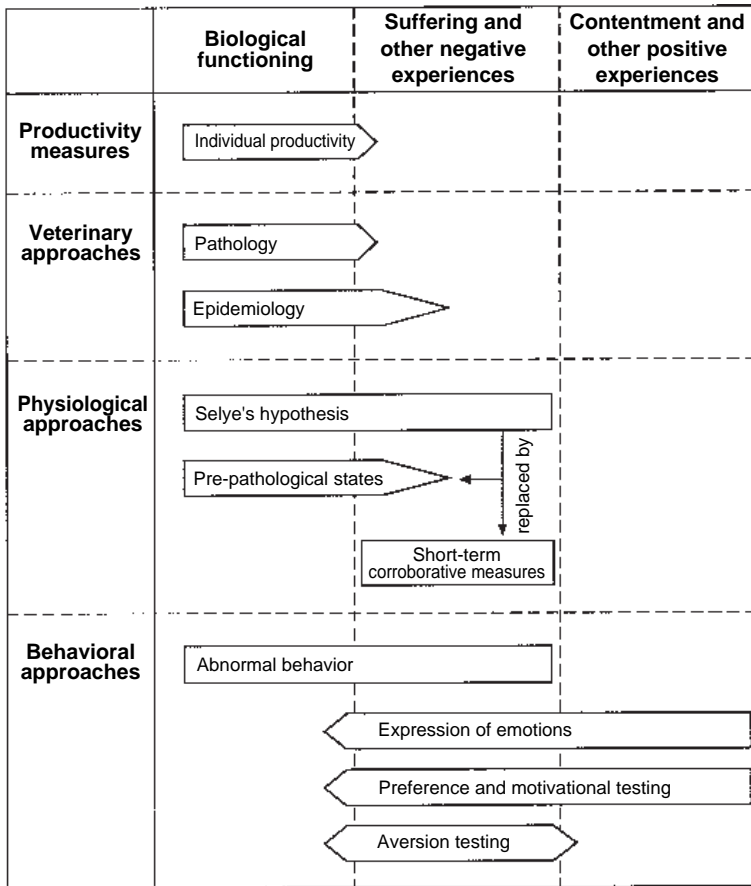 Biological
functioning
Suffering and
other negative
experiences
Contentment and
other positive
experiences
Productivity
measures
Individual productivity
Veterinary
approaches
Pathology
Epidemiology
Physiological
approaches
Selye's hypothesis
Pre-pathological states
replaced by
Short-term
corroborative measures
Behavioral
approaches
Abnormal behavior
Expression of emotions
Preference and motivational testing
Aversion testing